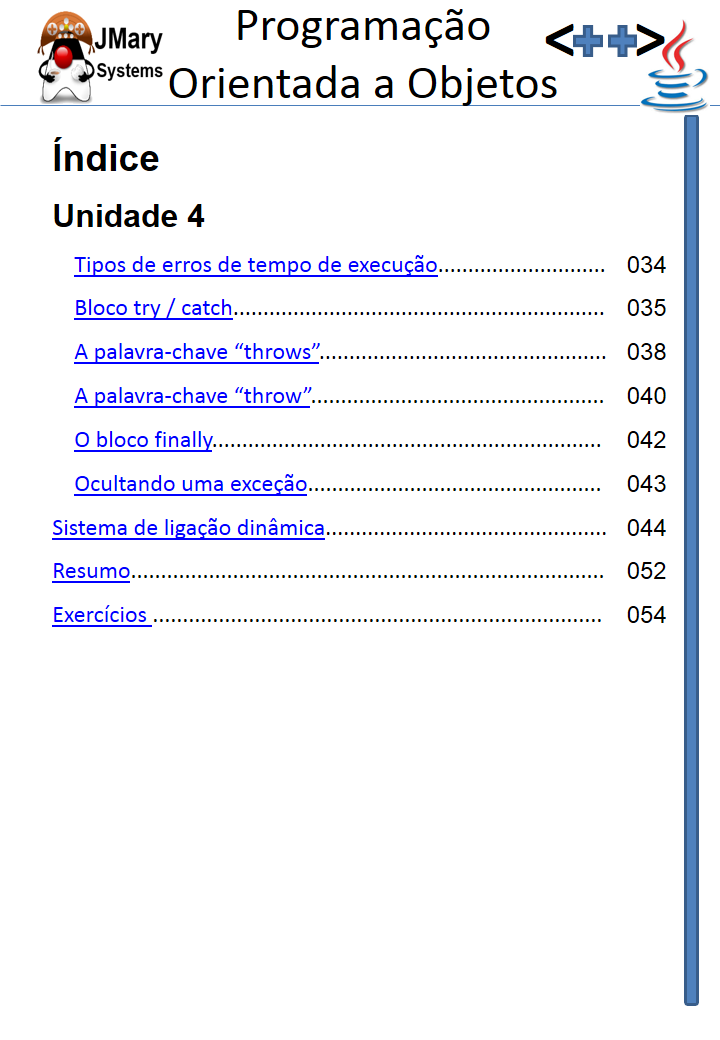 JMary
Systems
Programação
Orientada a Objetos
<++>
Índice
Unidade 4
Tipos de erros de tempo de execução............................ 034
Bloco try / catch.............................................................. 035
A palavra-chave “throws”................................................ 038
A palavra-chave “throw”................................................. 040
O bloco finally................................................................. 042
Ocultando uma exceção................................................. 043
Sistema de ligação dinâmica............................................... 044
Resumo............................................................................... 052
Exercícios ........................................................................... 054